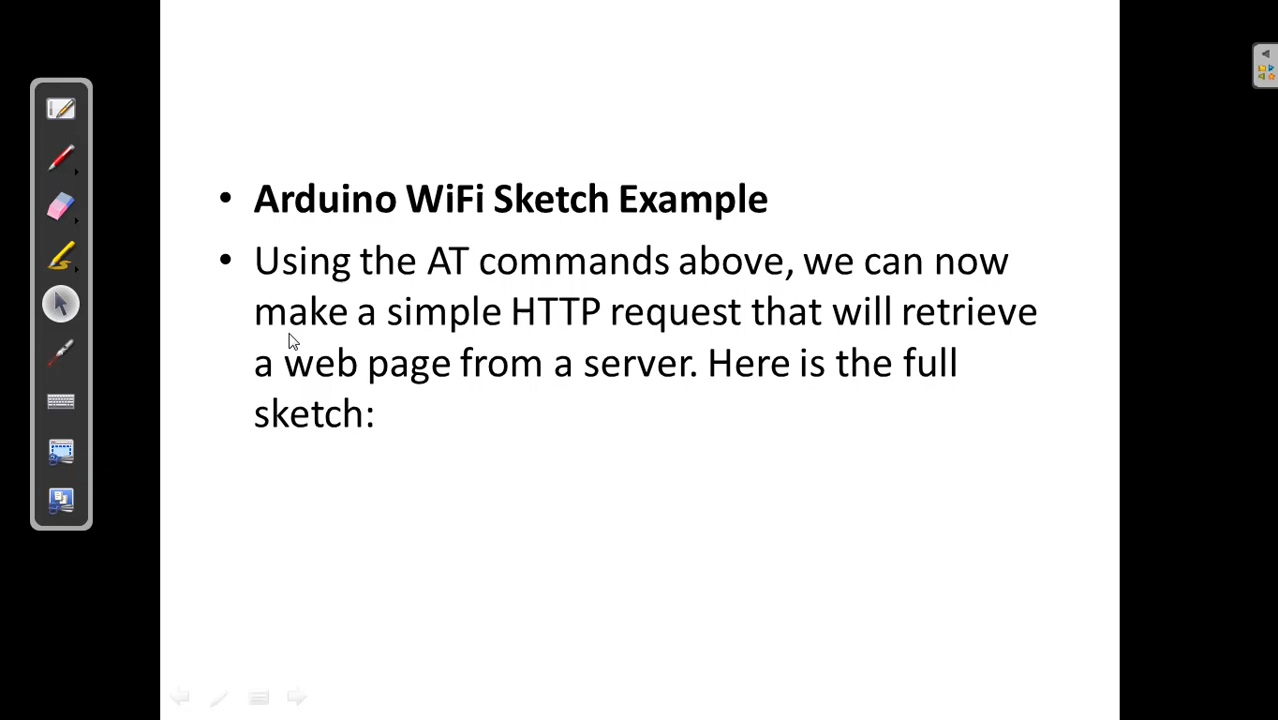 • Arduino WiFi Sketch Example
• Using the AT commands above, we can now
make a simple HTTP request that will retrieve
a web page from a server. Here is the full
sketch: